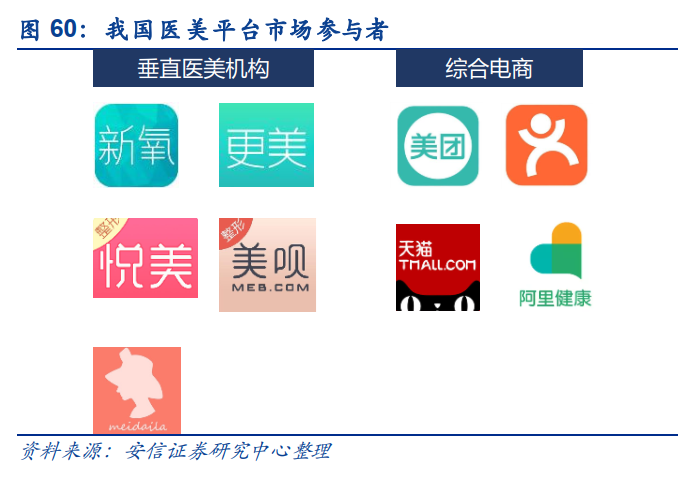 图 60：我国医美平台市场参与者
垂直医美机构
综合电商
新氧
更美
美团
整形
悦美
整形
美呗
MEB.COM
天猫
TMALL.COM
阿里健康
meidaila
资料来源：安信证券研究中心整理